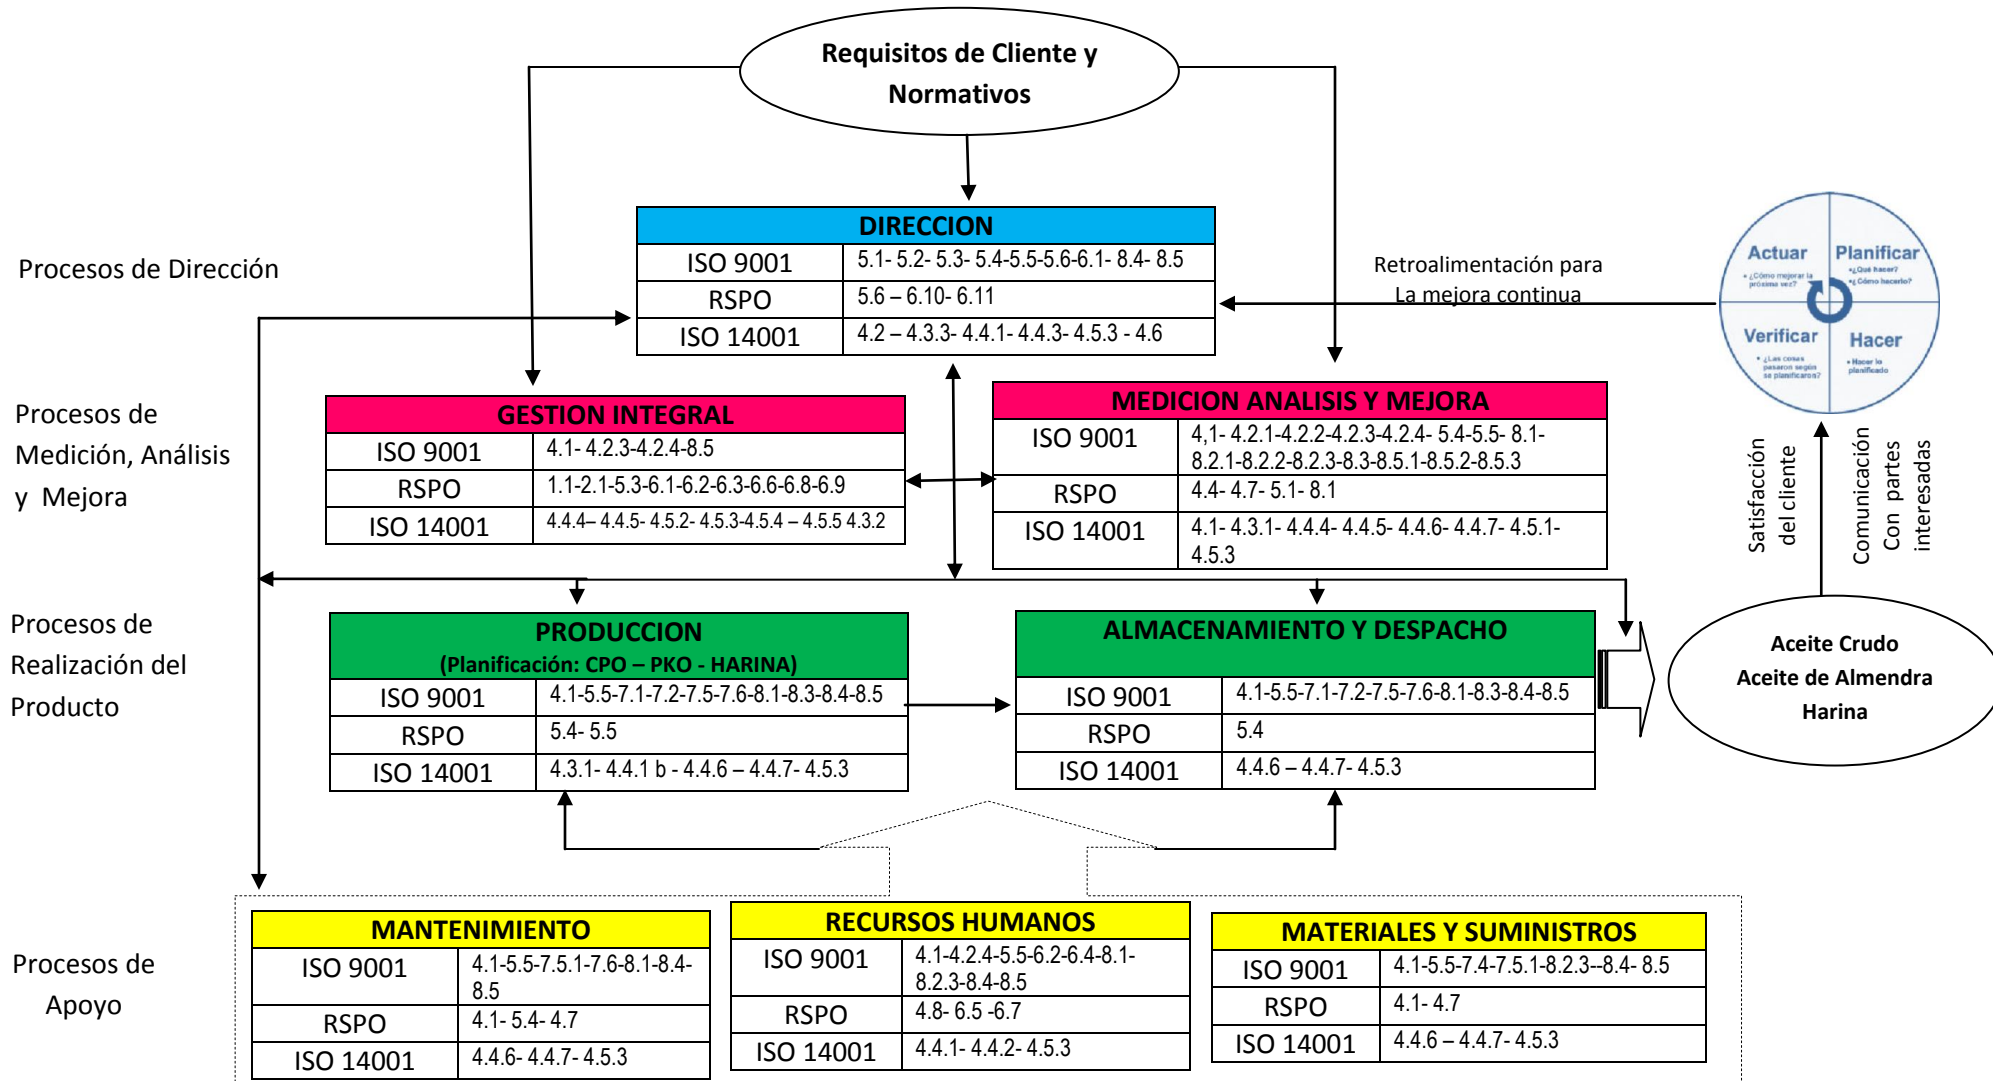 Requisitos de Cliente y
Normativos
Procesos de Dirección
DIRECCION
ISO 9001 5.1- 5.2- 5.3- 5.4-5.5-5.6-6.1- 8.4- 8.5
RSPO 5.6 – 6.10- 6.11
ISO 14001 4.2 – 4.3.3- 4.4.1- 4.4.3- 4.5.3 - 4.6
Retroalimentación para
La mejora continua
Actuar
• ¿Cómo mejorar la
próxima vez?
Planificar
•¿Qué hacer?
•¿Cómo hacerlo?
Verificar
• ¿Las cosas
pasaron según
se planificaron?
Hacer
• Hacer lo
planificado
Procesos de
Medición, Análisis
y Mejora
GESTION INTEGRAL
ISO 9001 4.1- 4.2.3-4.2.4-8.5
RSPO 1.1-2.1-5.3-6.1-6.2-6.3-6.6-6.8-6.9
ISO 14001 4.4.4– 4.4.5- 4.5.2- 4.5.3-4.5.4 – 4.5.5 4.3.2
MEDICION ANALISIS Y MEJORA
ISO 9001 4,1- 4.2.1-4.2.2-4.2.3-4.2.4- 5.4-5.5- 8.1-
8.2.1-8.2.2-8.2.3-8.3-8.5.1-8.5.2-8.5.3
RSPO 4.4- 4.7- 5.1- 8.1
ISO 14001 4.1- 4.3.1- 4.4.4- 4.4.5- 4.4.6- 4.4.7- 4.5.1-
4.5.3
Satisfacción
del cliente
Comunicación
Con partes
interesadas
Procesos de
Realización del
Producto
PRODUCCION
(Planificación: CPO – PKO - HARINA)
ISO 9001 4.1-5.5-7.1-7.2-7.5-7.6-8.1-8.3-8.4-8.5
RSPO 5.4- 5.5
ISO 14001 4.3.1- 4.4.1 b - 4.4.6 – 4.4.7- 4.5.3
ALMACENAMIENTO Y DESPACHO
ISO 9001 4.1-5.5-7.1-7.2-7.5-7.6-8.1-8.3-8.4-8.5
RSPO 5.4
ISO 14001 4.4.6 – 4.4.7- 4.5.3
Aceite Crudo
Aceite de Almendra
Harina
Procesos de
Apoyo
MANTENIMIENTO
ISO 9001 4.1-5.5-7.5.1-7.6-8.1-8.4-
8.5
RSPO 4.1- 5.4- 4.7
ISO 14001 4.4.6- 4.4.7- 4.5.3
RECURSOS HUMANOS
ISO 9001 4.1-4.2.4-5.5-6.2-6.4-8.1-
8.2.3-8.4-8.5
RSPO 4.8- 6.5 -6.7
ISO 14001 4.4.1- 4.4.2- 4.5.3
MATERIALES Y SUMINISTROS
ISO 9001 4.1-5.5-7.4-7.5.1-8.2.3--8.4- 8.5
RSPO 4.1- 4.7
ISO 14001 4.4.6 – 4.4.7- 4.5.3